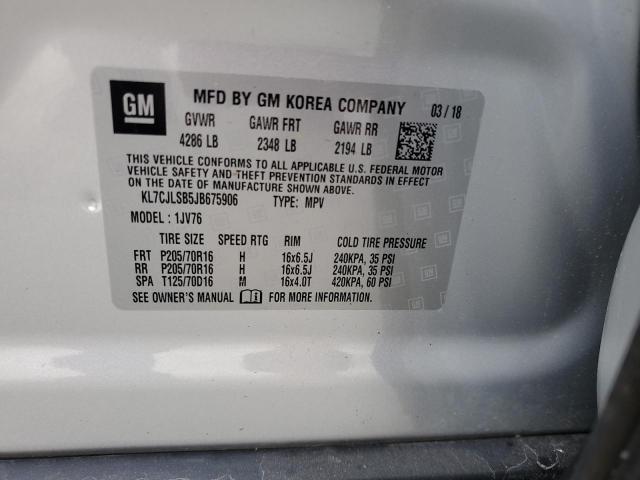 GM
MFD BY GM KOREA COMPANY 03/18
GVWR GAWR FRT GAWR RR
4286 LB 2348 LB 2194 LB
THIS VEHICLE CONFORMS TO ALL APPLICABLE U.S. FEDERAL MOTOR
VEHICLE SAFETY AND THEFT PREVENTION STANDARDS IN EFFECT
ON THE DATE OF MANUFACTURE SHOWN ABOVE.
KL7CJLSB5JB675906 TYPE: MPV
MODEL: 1JV76
TIRE SIZE SPEED RTG RIM COLD TIRE PRESSURE
FRT P205/70R16 H 16x6.5J 240KPA, 35 PSI
RR P205/70R16 H 16x6.5J 240KPA, 35 PSI
SPA T125/70D16 M 16x4.0T 420KPA, 60 PSI
SEE OWNER'S MANUAL FOR MORE INFORMATION.